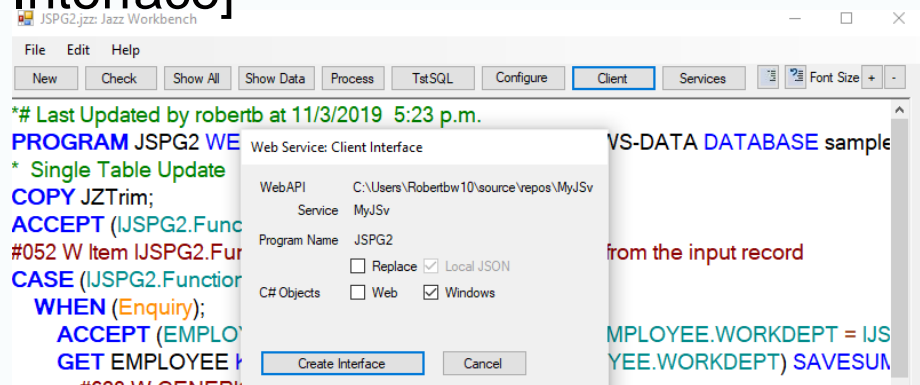 Interface]
JSPG2.jzz: Jazz Workbench
File Edit Help
New Check Show All Show Data Process TstSQL Configure Client Services Font Size + -
*# Last Updated by robertb at 11/3/2019 5:23 p.m.
PROGRAM JSPG2 WE WS-DATA DATABASE sample
* Single Table Update
COPY JZTrim;
ACCEPT (IJSPG2.Func
#052 W Item IJSPG2.Fur from the input record
CASE (IJSPG2.Function
WHEN (Enquiry);
ACCEPT (EMPLO MPLOYEE.WORKDEPT = IJS
GET EMPLOYEE K YEE.WORKDEPT) SAVESUM
Web Service: Client Interface
WebAPI C:\Users\Robertbw10\source\repos\MyJSv
Service MyJSv
Program Name JSPG2
Replace Local JSON
C# Objects Web Windows
Create Interface Cancel